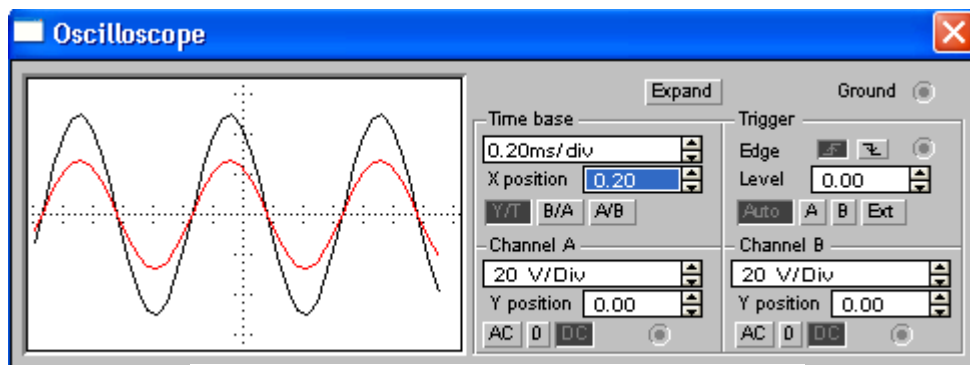 Oscilloscope
Expand Ground
Time base
0.20ms/div
X position 0.20
Y/T B/A A/B
Trigger
Edge
Level 0.00
Auto A B Ext
Channel A
20 V/Div
Y position 0.00
AC 0 DC
Channel B
20 V/Div
Y position 0.00
AC 0 DC